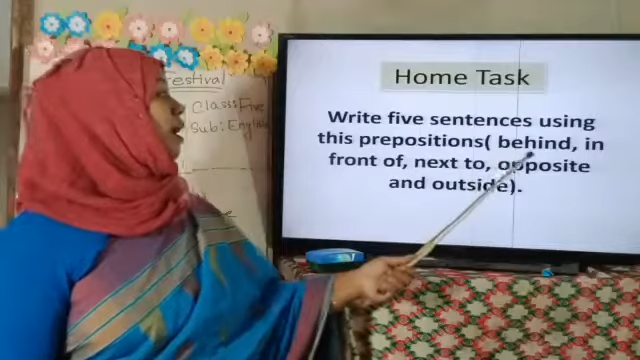 Festival
Class: Five
Sub: English
Home Task
Write five sentences using
this prepositions( behind, in
front of, next to, opposite
and outside).